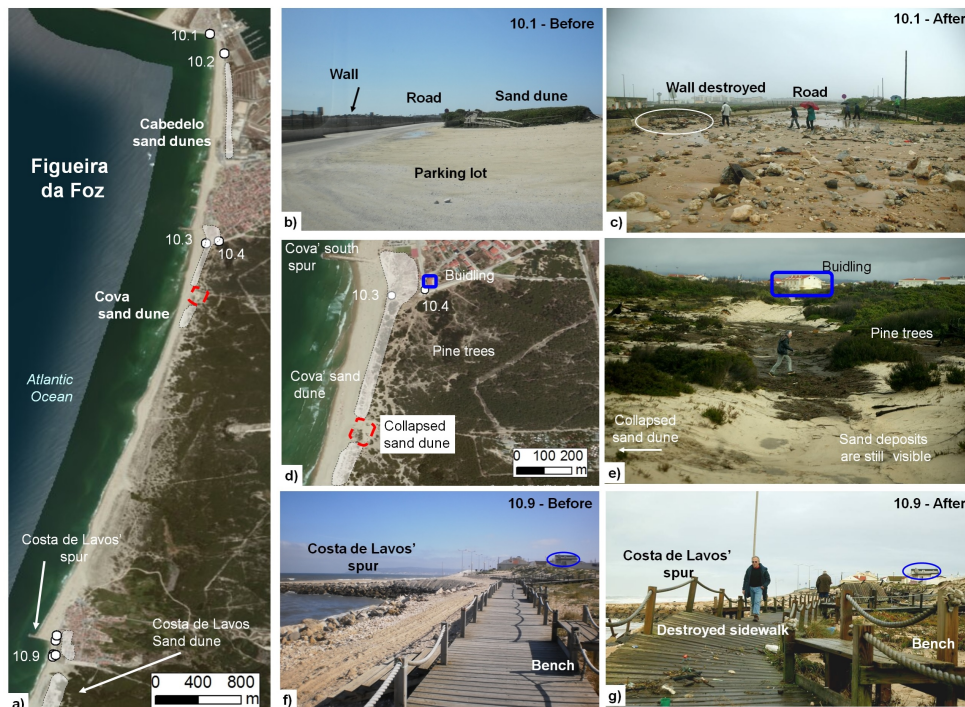 10.1
10.2
Cabedelo
sand dunes
Figueira
da Foz
10.3
10.4
Cova
sand dune
Atlantic
Ocean
Costa de Lavos'
spur
Costa de Lavos
Sand dune
10.9
0 400 800
m
a)
10.1 - Before
Wall
Road
Sand dune
Parking lot
b)
10.1 - After
Wall destroyed
Road
c)
Cova' south
spur
Buidling
10.3
10.4
Pine trees
Cova' sand
dune
Collapsed
sand dune
0 100 200
m
d)
Buidling
Pine trees
Collapsed
sand dune
Sand deposits
are still visible
e)
10.9 - Before
Costa de Lavos'
spur
Bench
f)
10.9 - After
Costa de Lavos'
spur
Destroyed sidewalk
Bench
g)